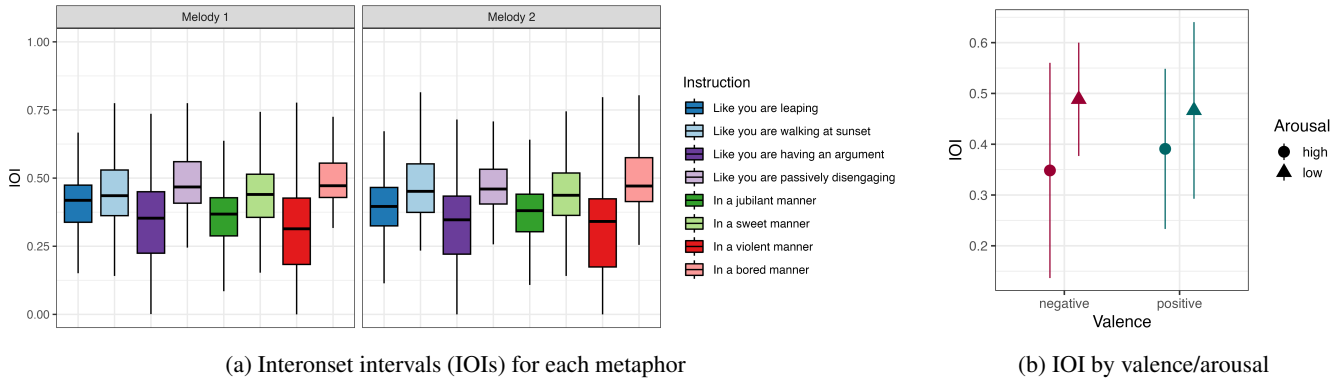 Melody 1
Melody 2
1.00
0.75
0.50
0.25
0.00
IOI
Instruction
Like you are leaping
Like you are walking at sunset
Like you are having an argument
Like you are passively disengaging
In a jubilant manner
In a sweet manner
In a violent manner
In a bored manner
(a) Interonset intervals (IOIs) for each metaphor
0.6
0.5
0.4
0.3
0.2
IOI
negative
positive
Valence
Arousal
high
low
(b) IOI by valence/arousal